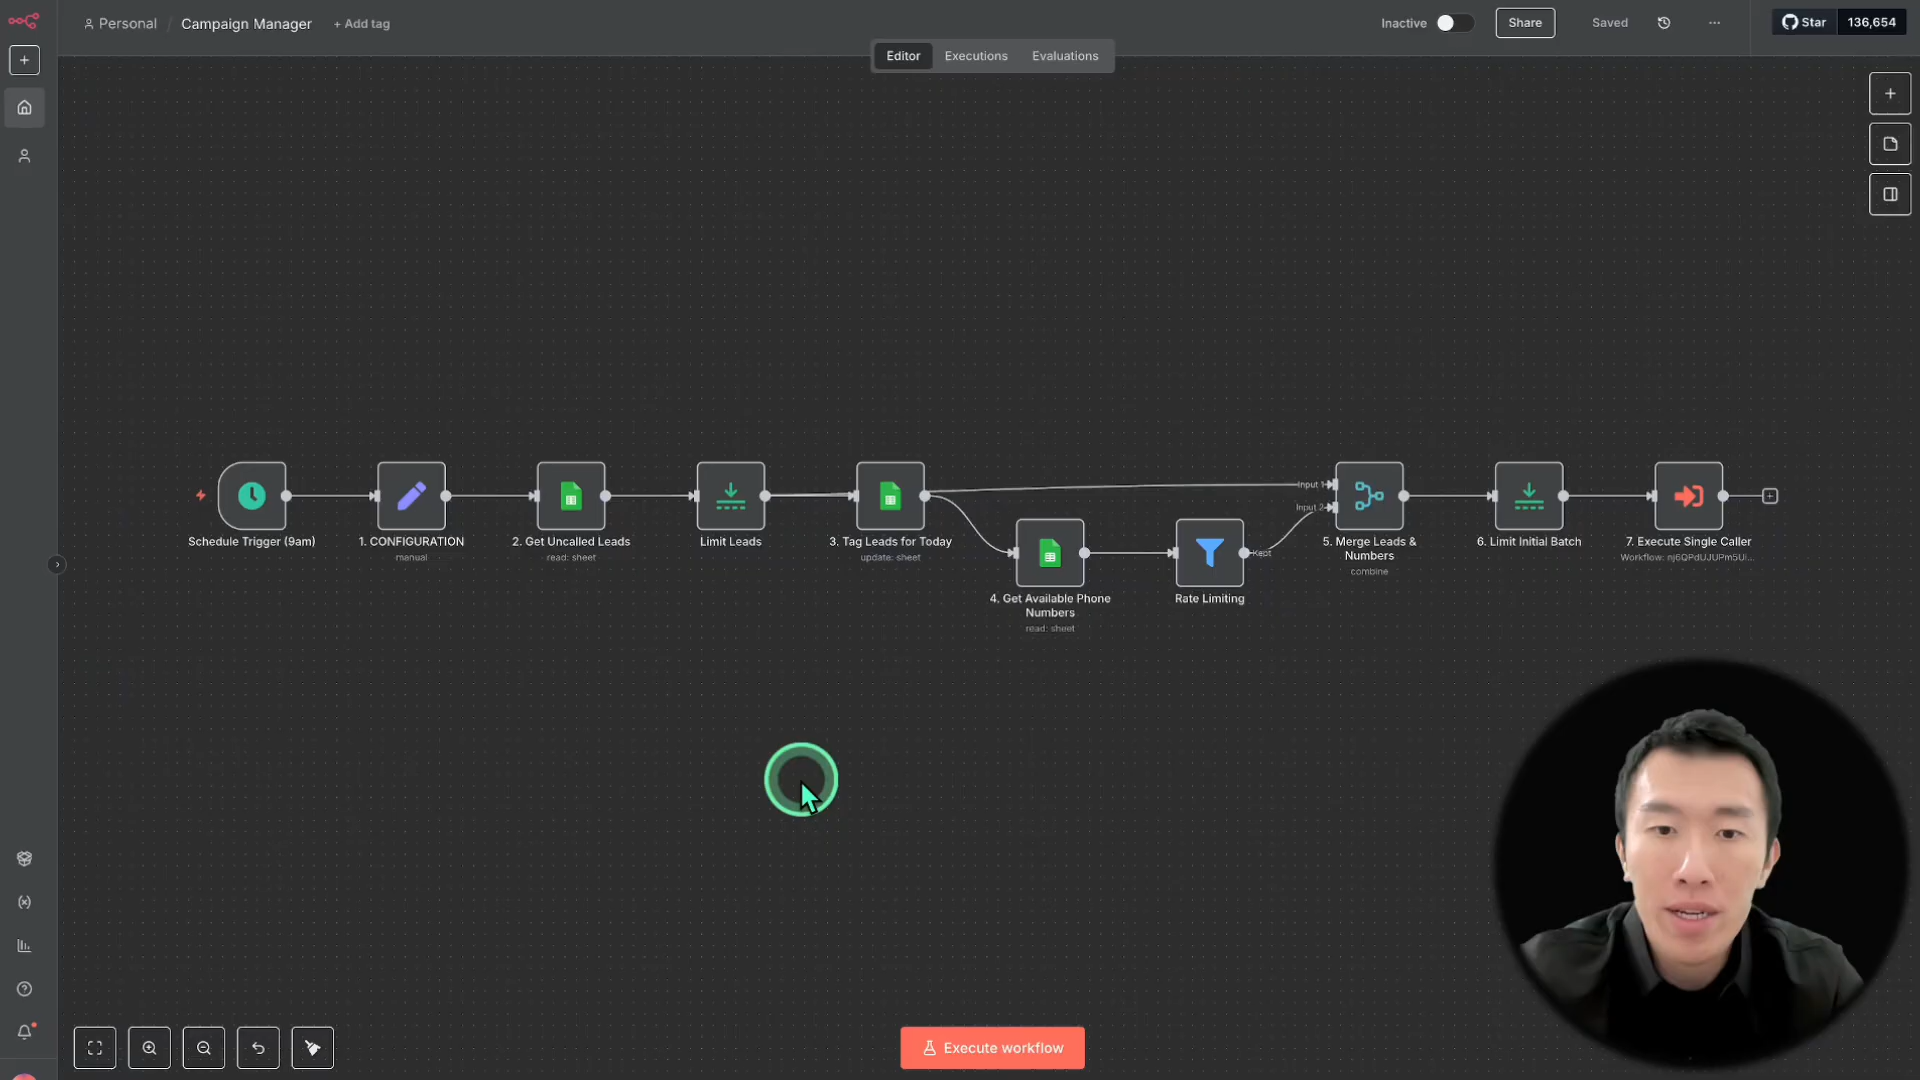 Personal / Campaign Manager + Add tag
Inactive
Share
Saved
Star 136,654
Editor Executions Evaluations
Input 1
Input 2
Schedule Trigger (9am)
1. CONFIGURATION
manual
2. Get Uncalled Leads
read: sheet
Limit Leads
3. Tag Leads for Today
update: sheet
Kept
4. Get Available Phone
Numbers
read: sheet
Rate Limiting
5. Merge Leads &
Numbers
combine
6. Limit Initial Batch
7. Execute Single Caller
Execute workflow